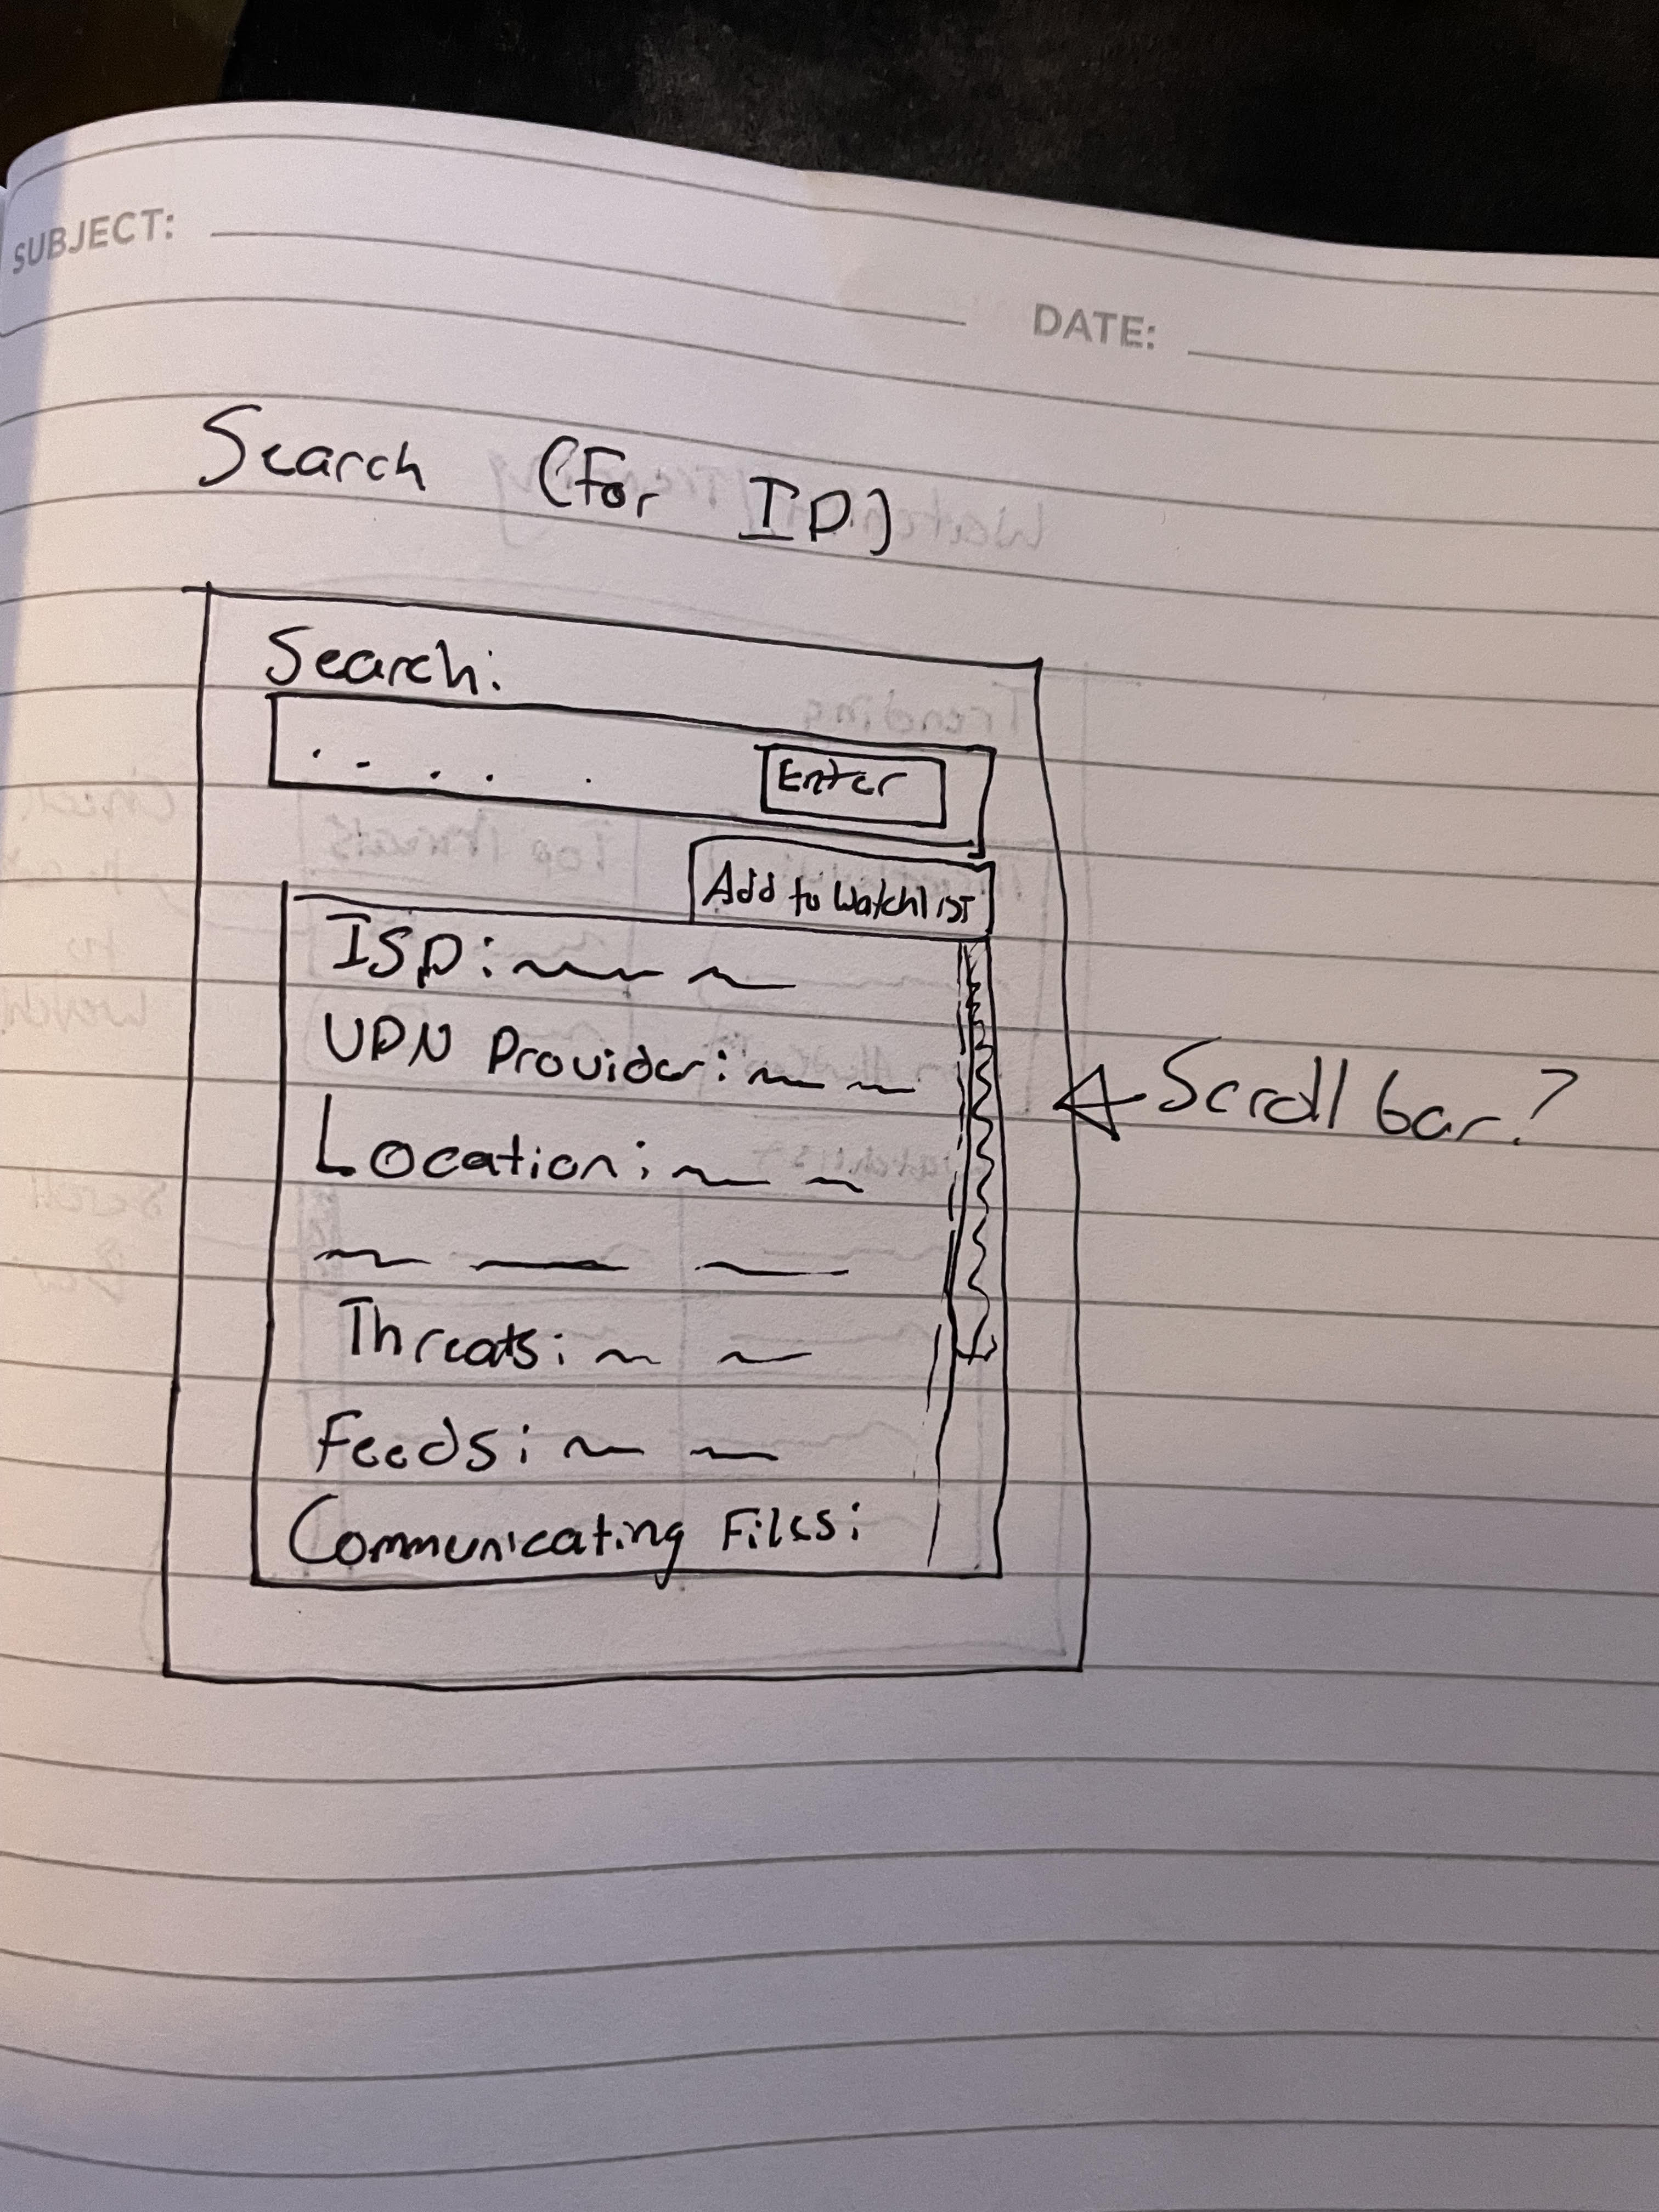 SUBJECT:
DATE:
Search (For IP)
Search:
Enter
Add to Watchlist
ISP:
VPN Provider:
Location:
Scroll bar?
Threats:
Feeds:
Communicating Files: